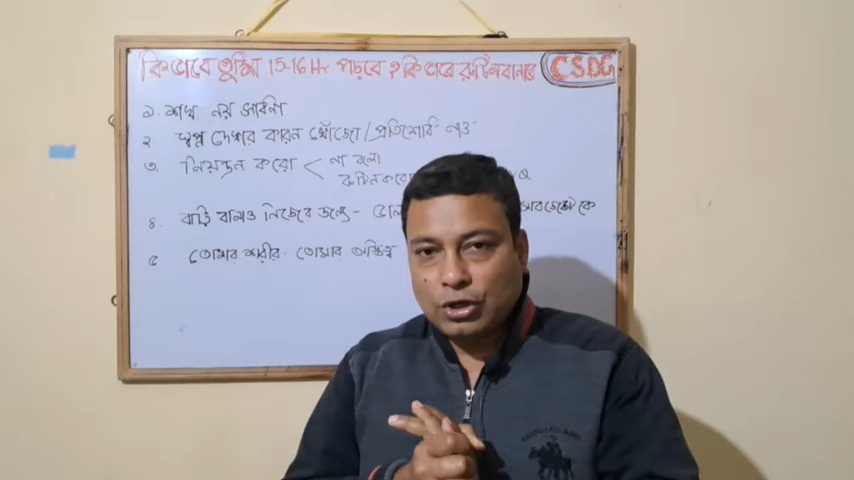 কিভাবে তুমি 15-16 Hr পড়বে ? কিভাবে রুটিন বানাবে
CSDG
১. শখ নয়
২ স্বপ্ন দেখার কারন খোঁজো / প্রতিশোধ নাও
৩. নিয়ন্ত্রন করো < না বলো
রুটিন করো
৪. বাড়ি বানাও নিজের জন্যে -
৫ তোমার শরীর. তোমার অস্তিত্ব